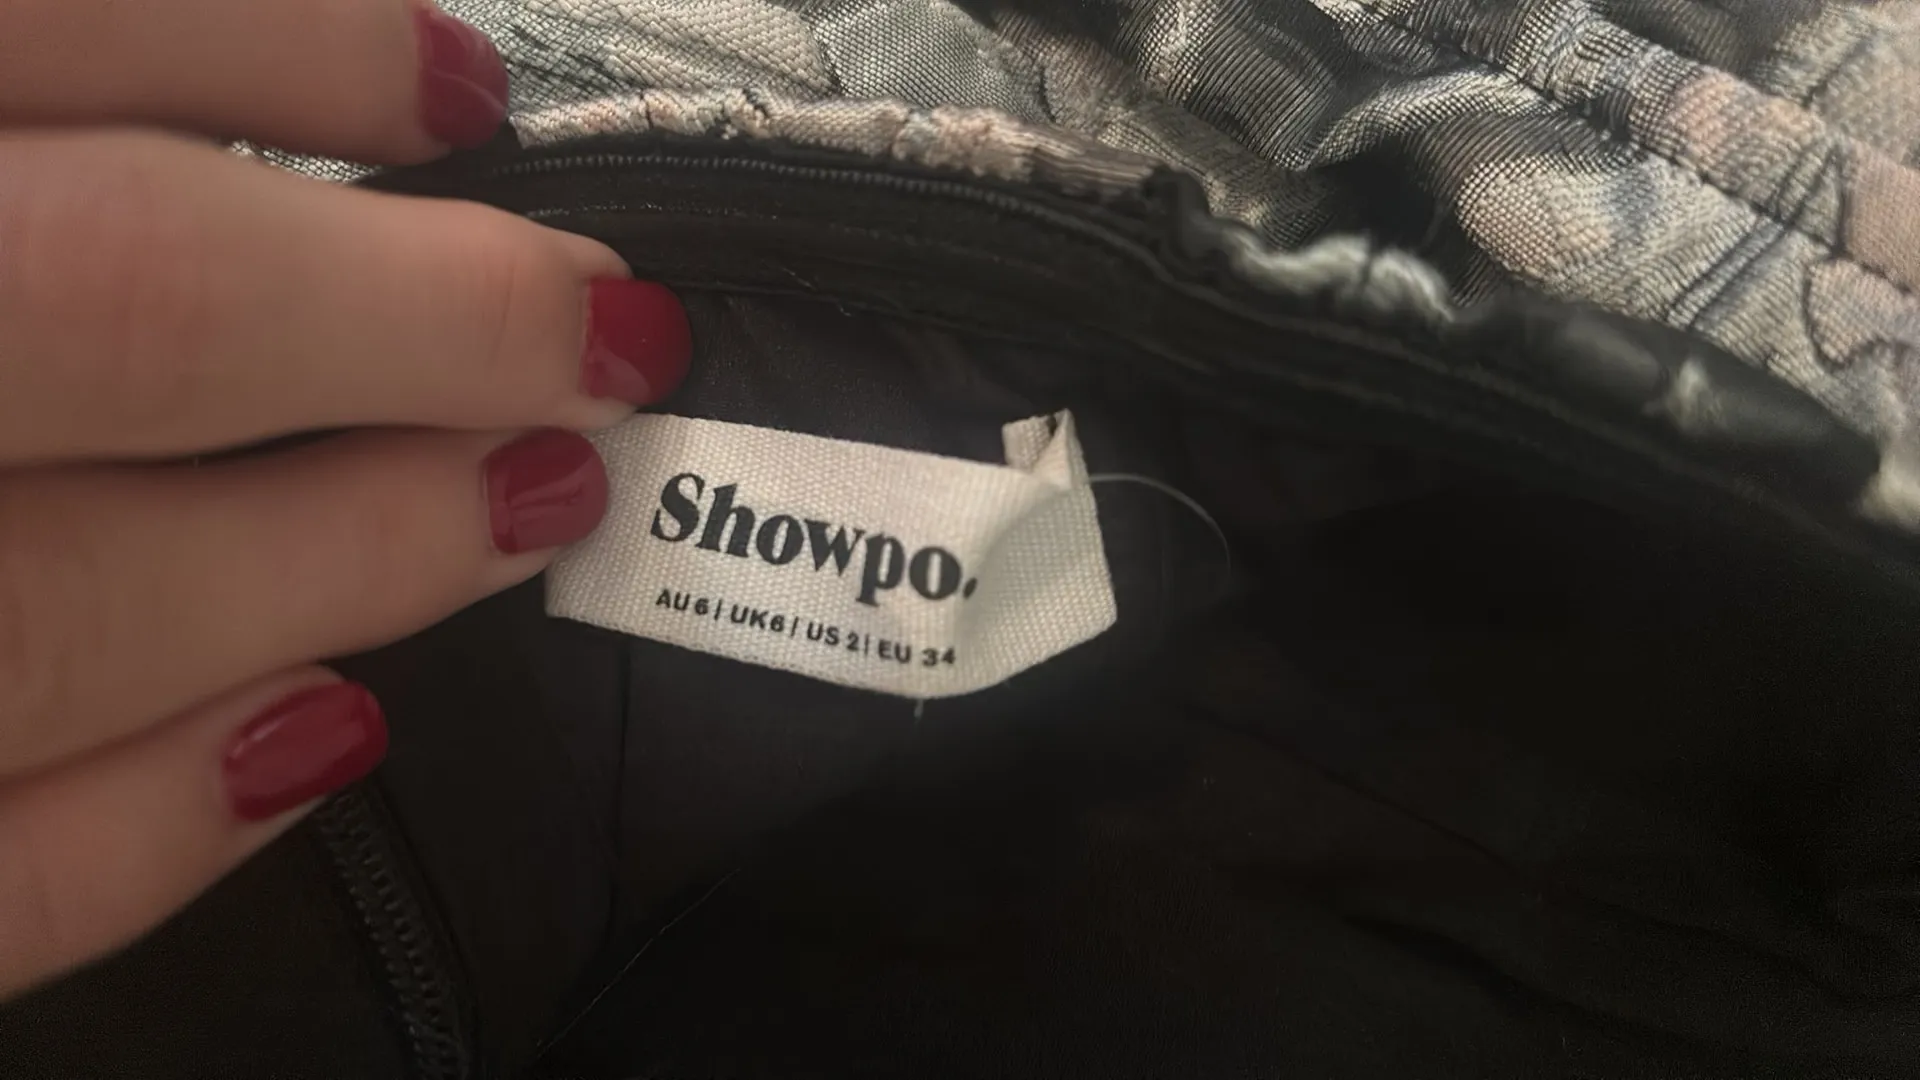 Showpo.
AU 6 | UK6 | US 2 | EU 34